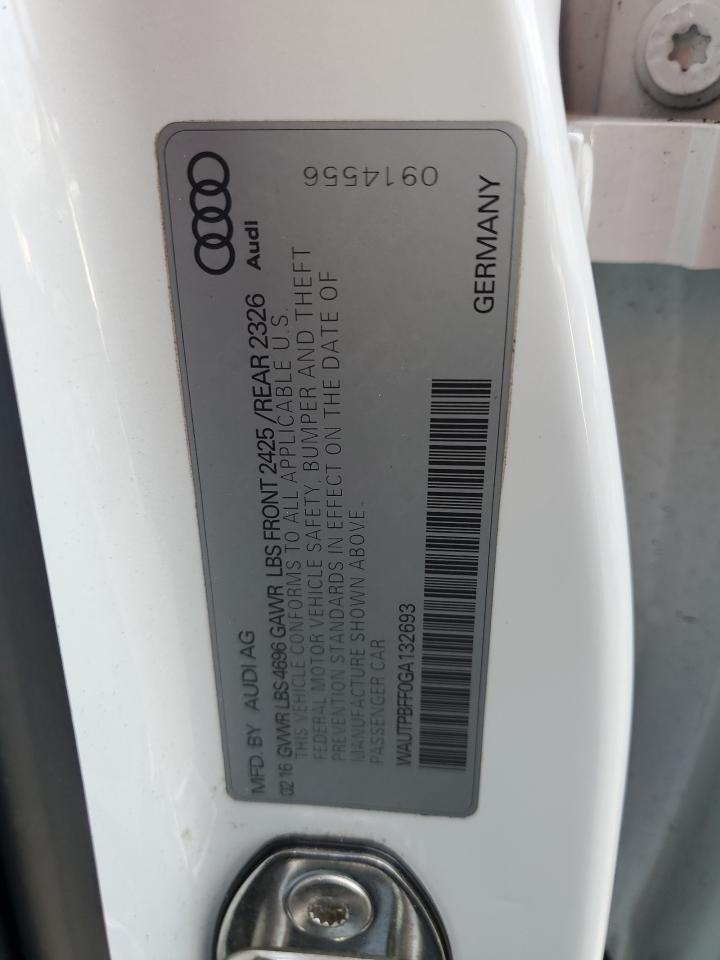 Audi
MFD. BY AUDI AG
0216 GVWR LBS 4696 GAWR LBS FRONT 2425 /REAR 2326
THIS VEHICLE CONFORMS TO ALL APPLICABLE U.S.
FEDERAL MOTOR VEHICLE SAFETY, BUMPER AND THEFT
PREVENTION STANDARDS IN EFFECT ON THE DATE OF
MANUFACTURE SHOWN ABOVE.
PASSENGER CAR
WAUTPBFF0GA132693
GERMANY
0914556